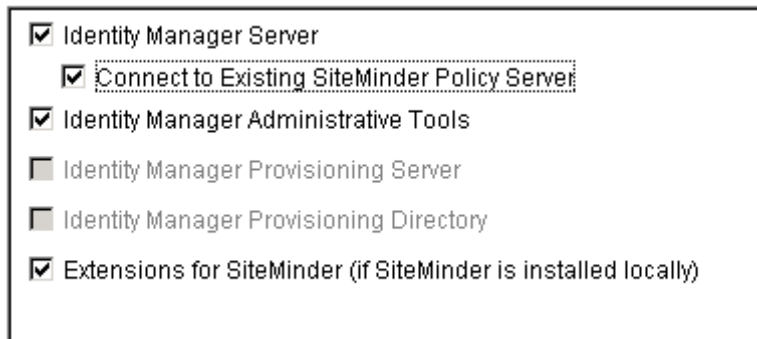 Identity Manager Server
Connect to Existing SiteMinder Policy Server
Identity Manager Administrative Tools
Identity Manager Provisioning Server
Identity Manager Provisioning Directory
Extensions for SiteMinder (if SiteMinder is installed locally)